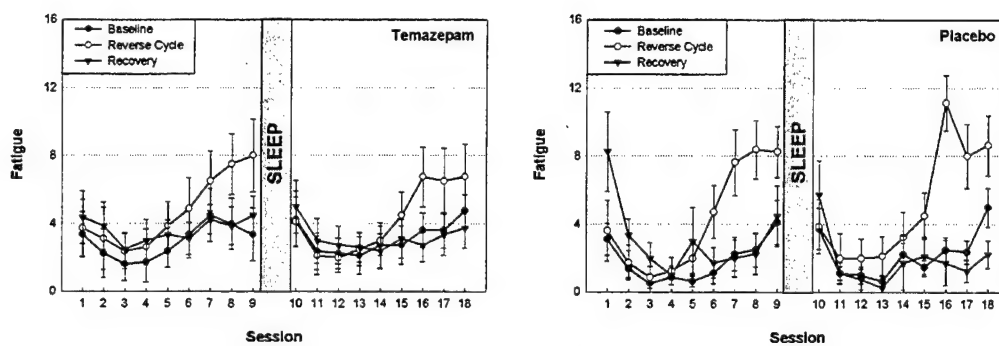 Baseline
Reverse Cycle
Recovery
Temazepam
Fatigue
16
12
8
4
0
SLEEP
1 2 3 4 5 6 7 8 9 10 11 12 13 14 15 16 17 18
Session
Baseline
Reverse Cycle
Recovery
Placebo
Fatigue
16
12
8
4
0
SLEEP
1 2 3 4 5 6 7 8 9 10 11 12 13 14 15 16 17 18
Session